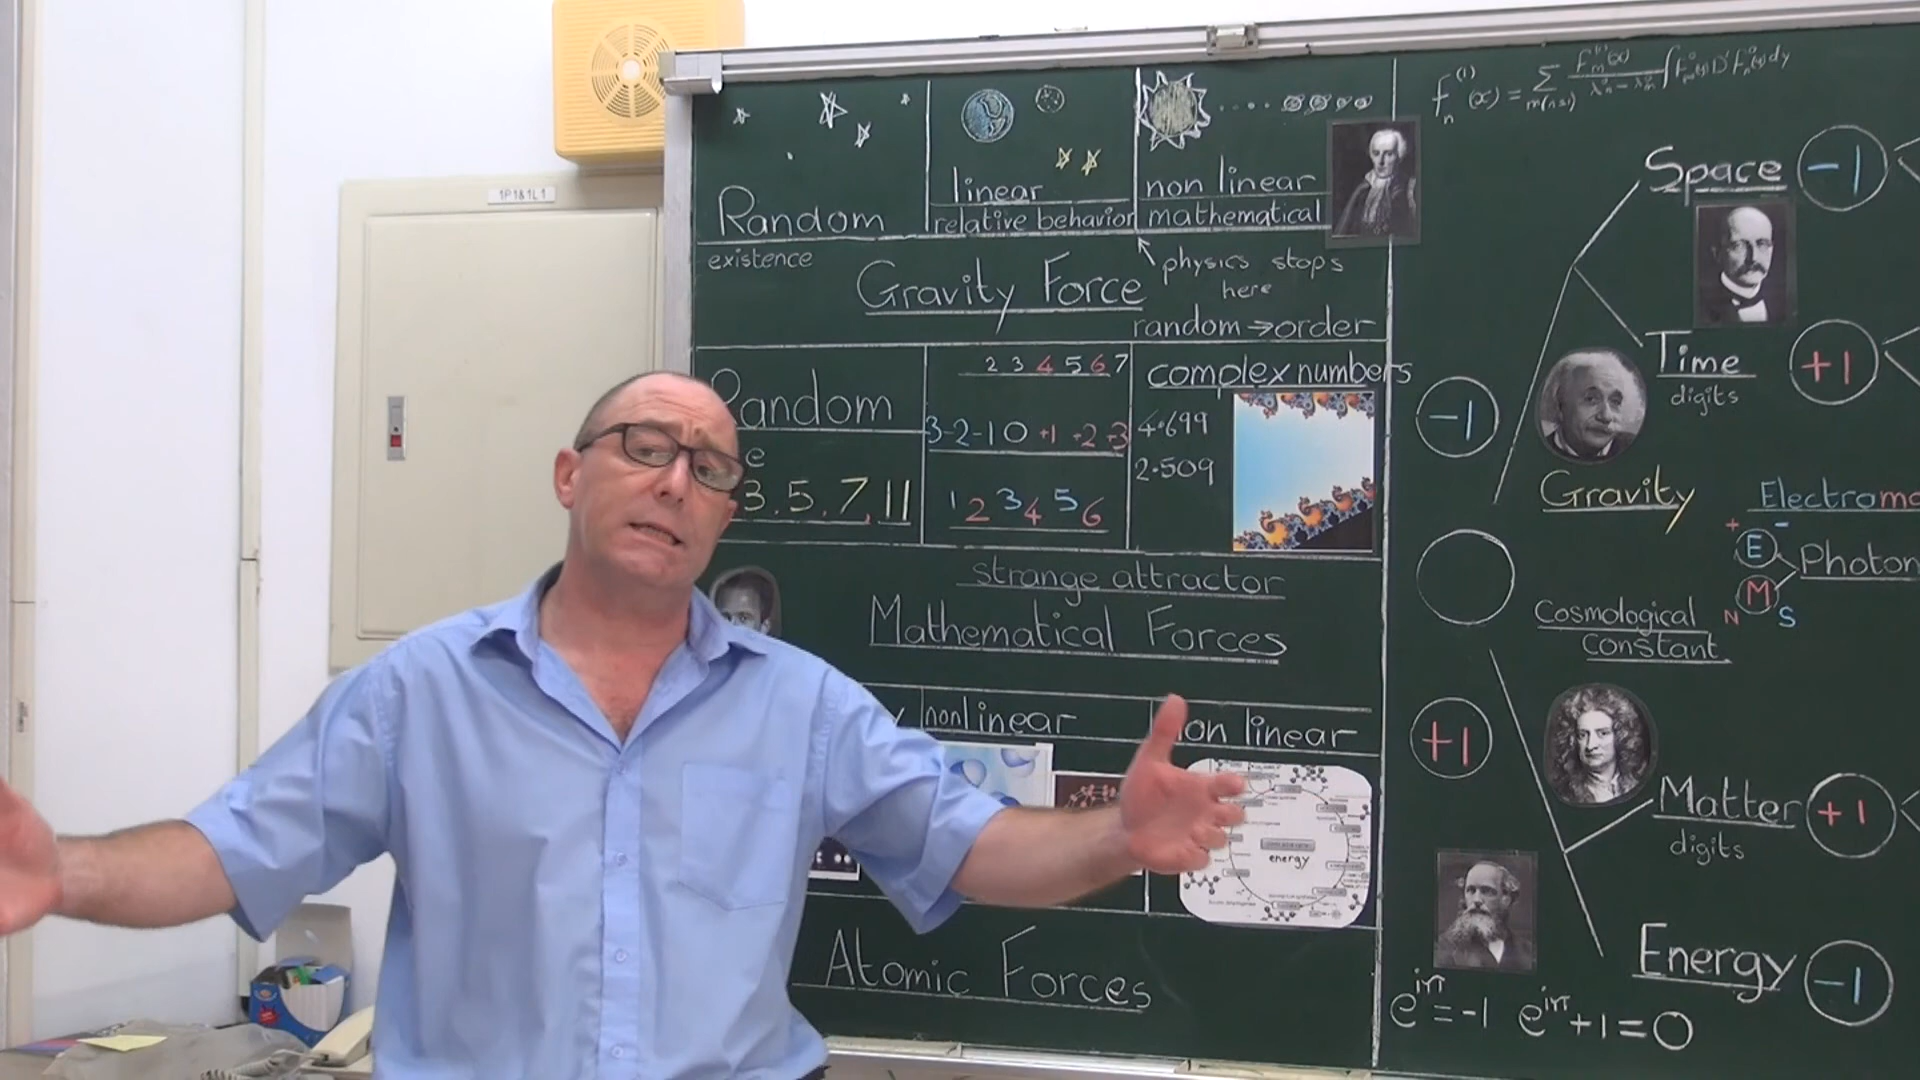 1P1&1L1
Random
existence
linear
relative behavior
non linear
mathematical
physics stops
here
Gravity Force
random → order
Random
3.5.7.11
2 3 4 5 6 7
3-2-1 0 +1 +2 +3
1 2 3 4 5 6
complex numbers
4.699
2.509
strange attractor
Mathematical Forces
nonlinear
non linear
energy
Atomic Forces
Space
-1
Time
digits
+1
-1
Gravity
+ -
E
M
N S
Photon
Cosmological
constant
+1
Matter
digits
+1
Energy
-1
e^iπ = -1 e^iπ + 1 = 0